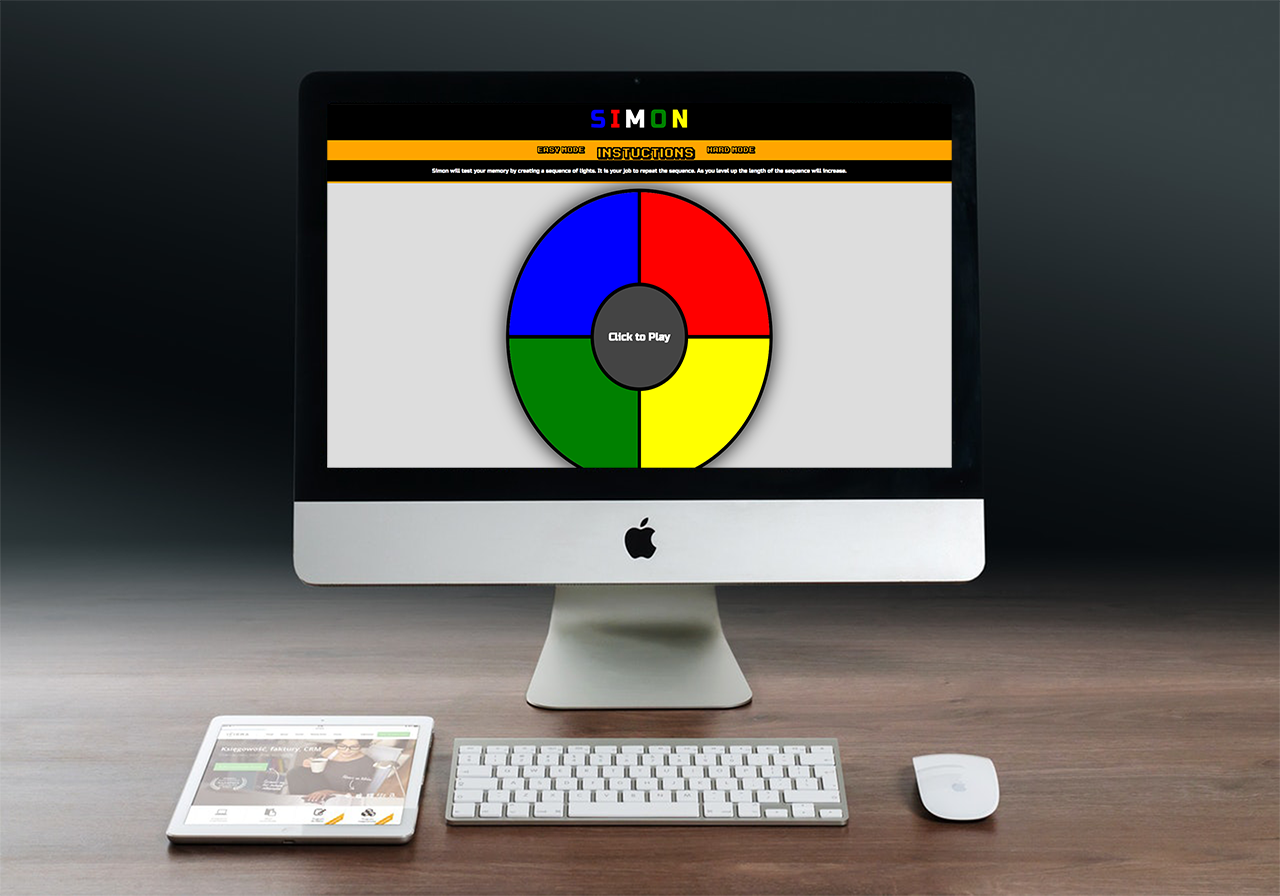 SIMON
EASY MODE INSTUCTIONS HARD MODE
Simon will test your memory by creating a sequence of lights. It is your job to repeat the sequence. As you level up the length of the sequence will increase.
Click to Play
Księgowość, faktury, CRM